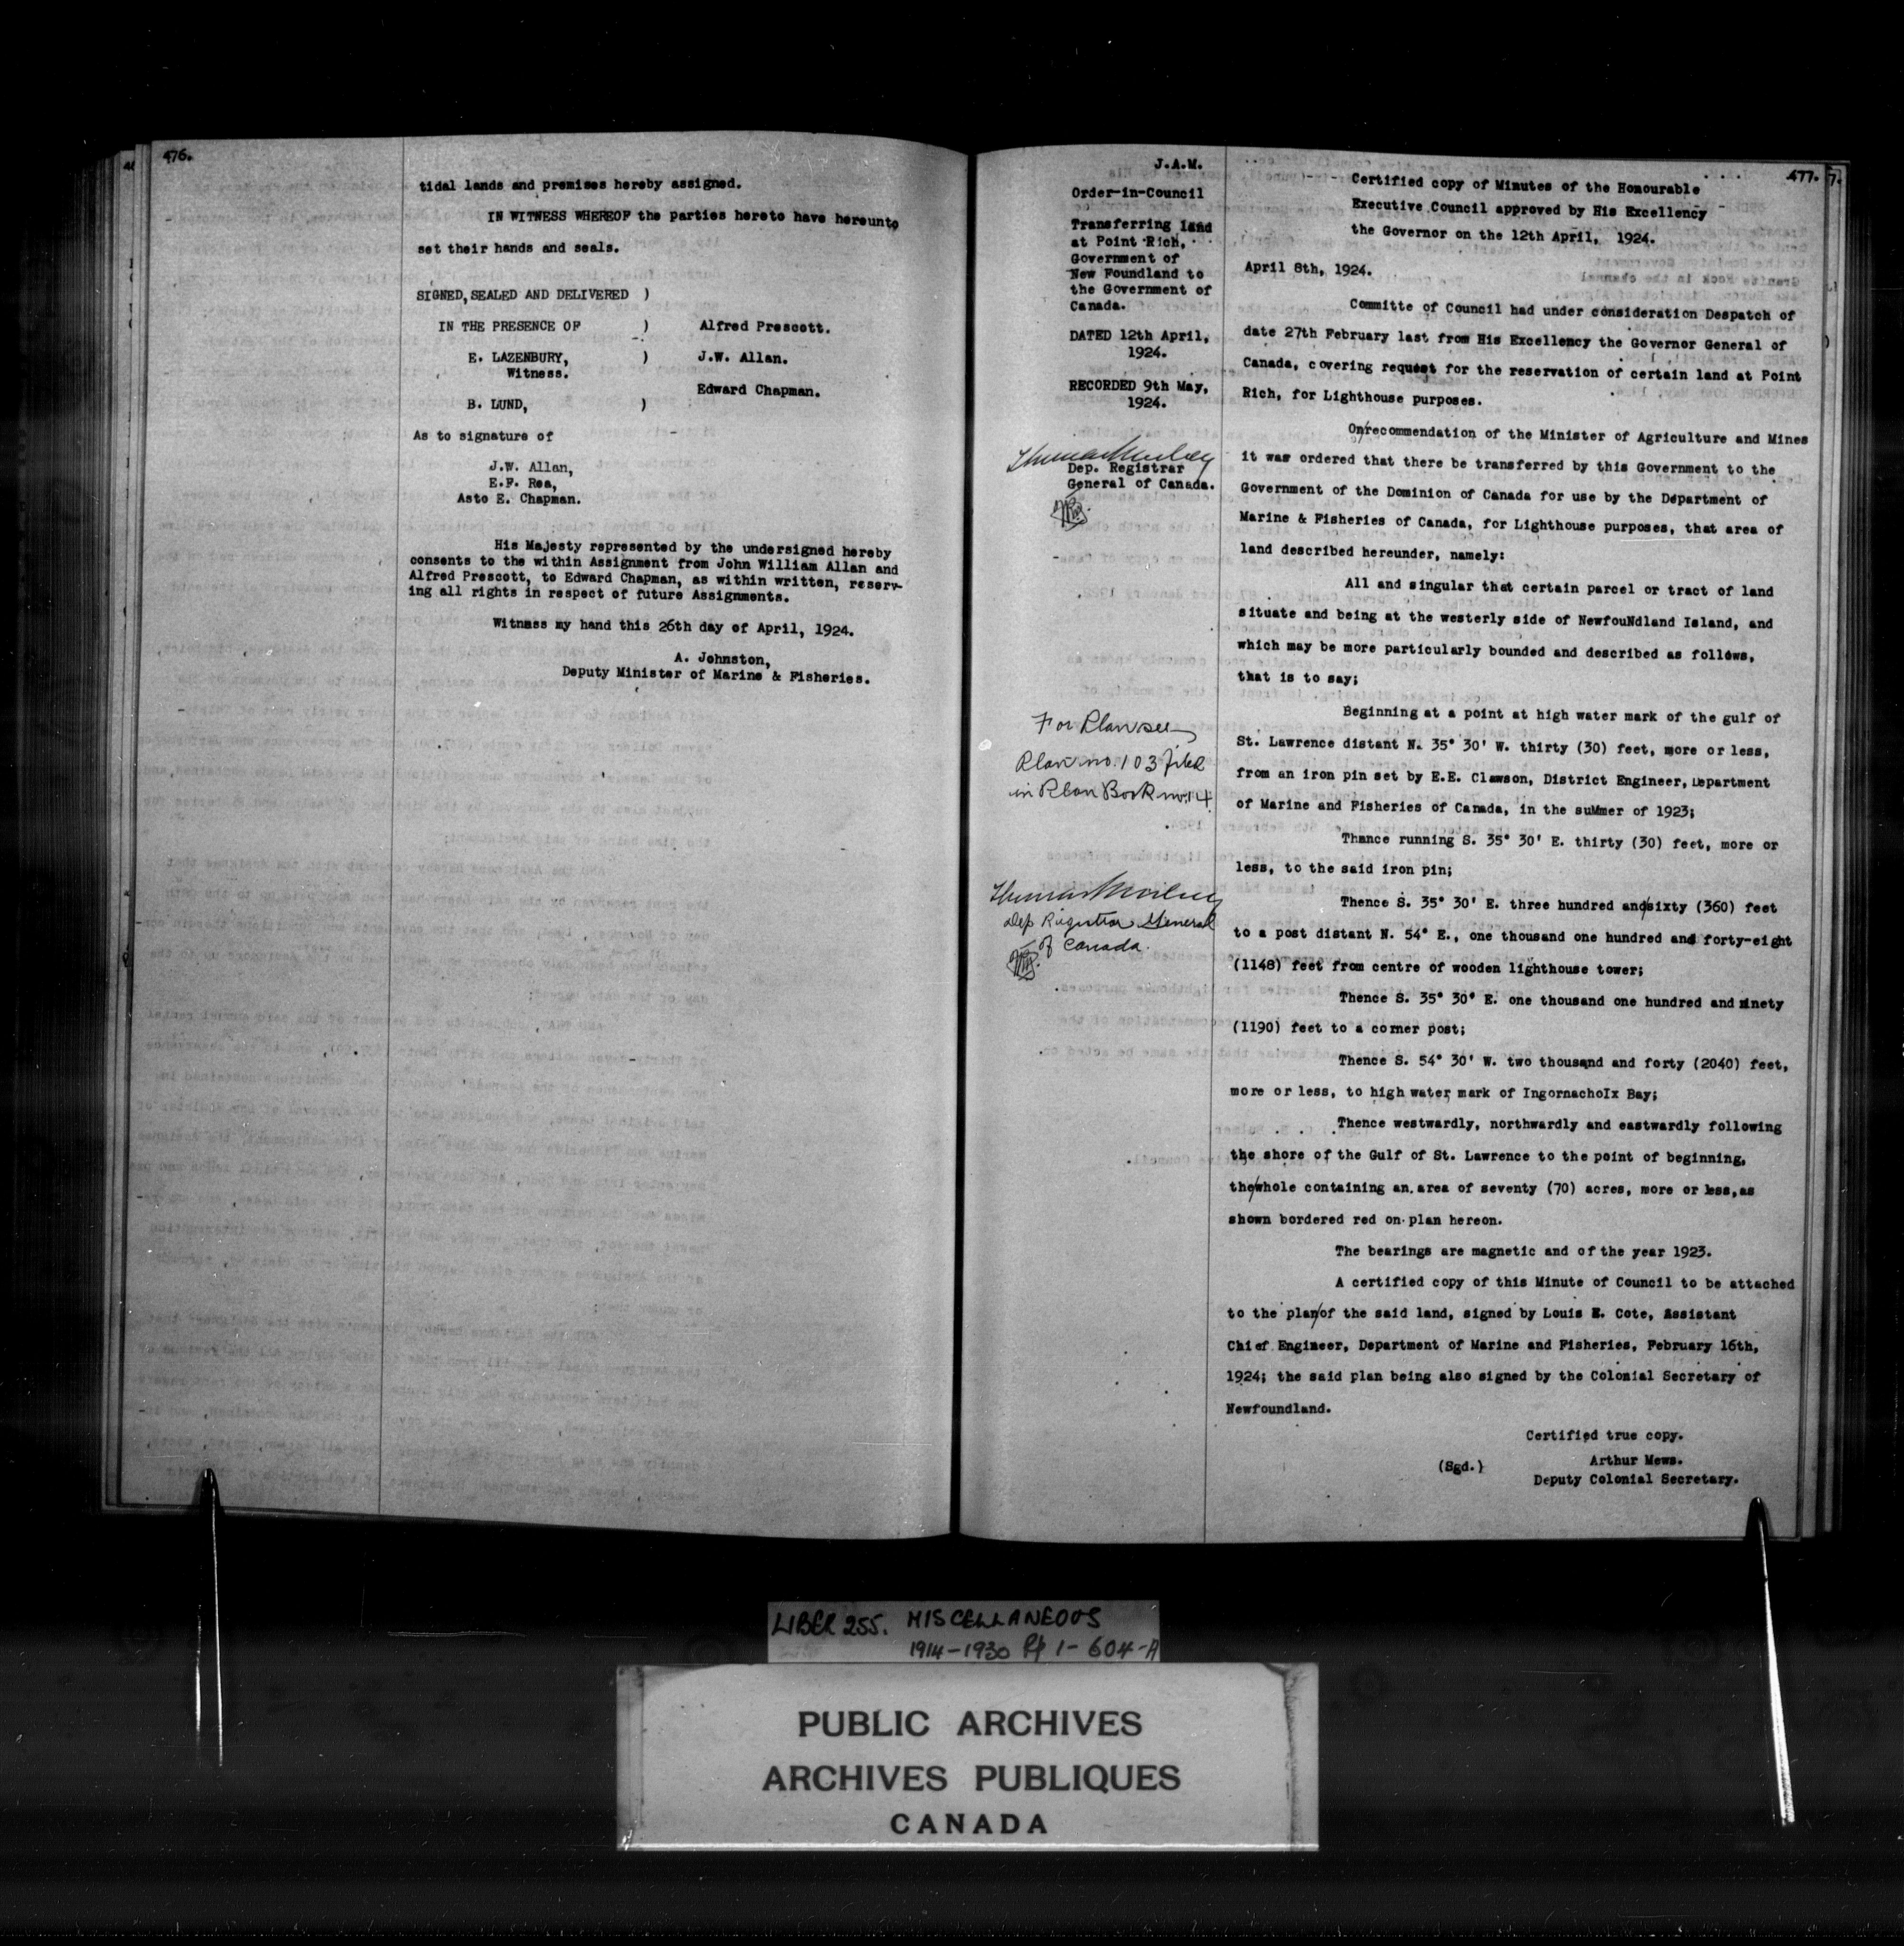 476.
tidal lands and premises hereby assigned.
IN WITNESS WHEREOF the parties hereto have hereunto
set their hands and seals.
SIGNED, SEALED AND DELIVERED )
IN THE PRESENCE OF ) Alfred Prescott.
E. LAZENBURY, ) J.W. Allan.
Witness.
Edward Chapman.
B. LUND, )
As to signature of
J.W. Allan,
E.F. Rea,
Asto E. Chapman.
His Majesty represented by the undersigned hereby
consents to the within Assignment from John William Allan and
Alfred Prescott, to Edward Chapman, as within written, reserv-
ing all rights in respect of future Assignments.
Witness my hand this 26th day of April, 1924.
A. Johnston,
Deputy Minister of Marine & Fisheries.
477.
J.A.M.
Order-in-Council
Transferring land
at Point Rich,
Government of
New Foundland to
the Government of
Canada.
DATED 12th April,
1924.
RECORDED 9th May,
1924.
Thomas Mulvey
Dep. Registrar
General of Canada.
For Plan see
Plan no. 103 filed
in Plan Book no. 14
Thomas Mulvey
Dep Registrar General
of Canada.
Certified copy of Minutes of the Honourable
Executive Council approved by His Excellency
the Governor on the 12th April, 1924.
April 8th, 1924.
Committe of Council had under consideration Despatch of
date 27th February last from His Excellency the Governor General of
Canada, covering request for the reservation of certain land at Point
Rich, for Lighthouse purposes.
On/recommendation of the Minister of Agriculture and Mines
it was ordered that there be transferred by this Government to the
Government of the Dominion of Canada for use by the Department of
Marine & Fisheries of Canada, for Lighthouse purposes, that area of
land described hereunder, namely:
All and singular that certain parcel or tract of land
situate and being at the westerly side of NewfouNdland Island, and
which may be more particularly bounded and described as follows,
that is to say;
Beginning at a point at high water mark of the gulf of
St. Lawrence distant N. 35° 30' W. thirty (30) feet, more or less,
from an iron pin set by E.E. Clawson, District Engineer, Department
of Marine and Fisheries of Canada, in the suMmer of 1923;
Thance running S. 35° 30' E. thirty (30) feet, more or
less, to the said iron pin;
Thence S. 35° 30' E. three hundred and/sixty (360) feet
to a post distant N. 54° E., one thousand one hundred and forty-eight
(1148) feet from centre of wooden lighthouse tower;
Thence S. 35° 30' E. one thousand one hundred and ninety
(1190) feet to a corner post;
Thence S. 54° 30' W. two thousand and forty (2040) feet,
more or less, to high water mark of IngornachoIx Bay;
Thence westwardly, northwardly and eastwardly following
the shore of the Gulf of St. Lawrence to the point of beginning,
the/whole containing an area of seventy (70) acres, more or less, as
shown bordered red on plan hereon.
The bearings are magnetic and of the year 1923.
A certified copy of this Minute of Council to be attached
to the plan/of the said land, signed by Louis E. Cote, Assistant
Chief Engineer, Department of Marine and Fisheries, February 16th,
1924; the said plan being also signed by the Colonial Secretary of
Newfoundland.
Certified true copy.
(Sgd.) Arthur Mews.
Deputy Colonial Secretary.
LIBER 255. MISCELLANEOUS
1914-1930 Pp 1-604-A
PUBLIC ARCHIVES
ARCHIVES PUBLIQUES
CANADA